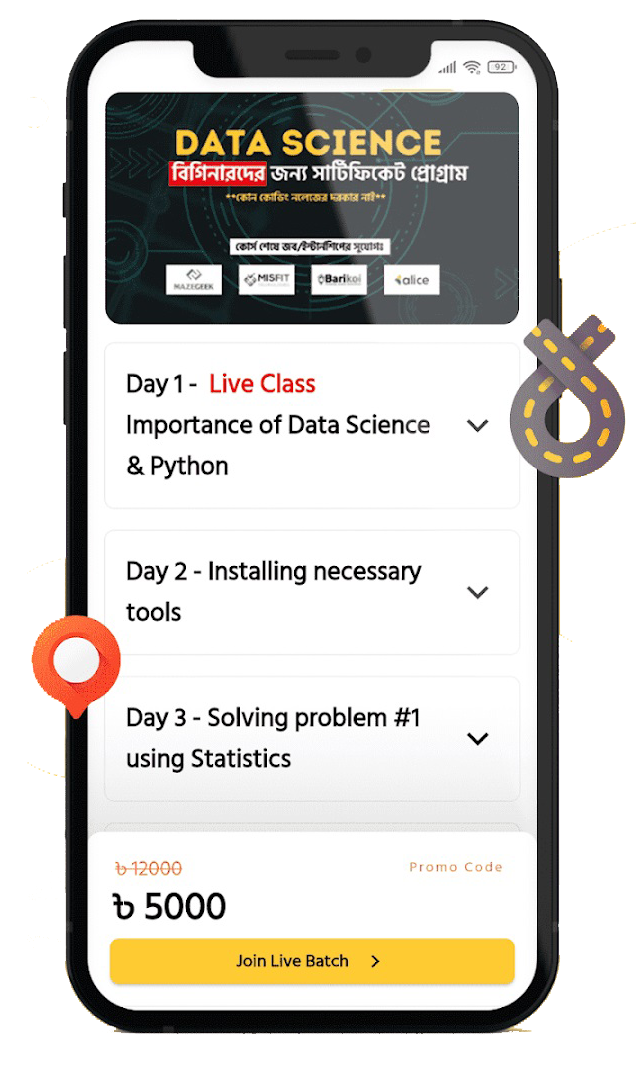 92
DATA SCIENCE
বিগিনারদের জন্য সার্টিফিকেট প্রোগ্রাম
**কোন কোডিং নলেজের দরকার নাই**
কোর্স শেষে জব/ইন্টার্নশিপের সুযোগঃ
MAZEGEEK MISFIT Barikoi alice
Day 1 - Live Class
Importance of Data Science
& Python
Day 2 - Installing necessary
tools
Day 3 - Solving problem #1
using Statistics
৳ 12000
Promo Code
৳ 5000
Join Live Batch